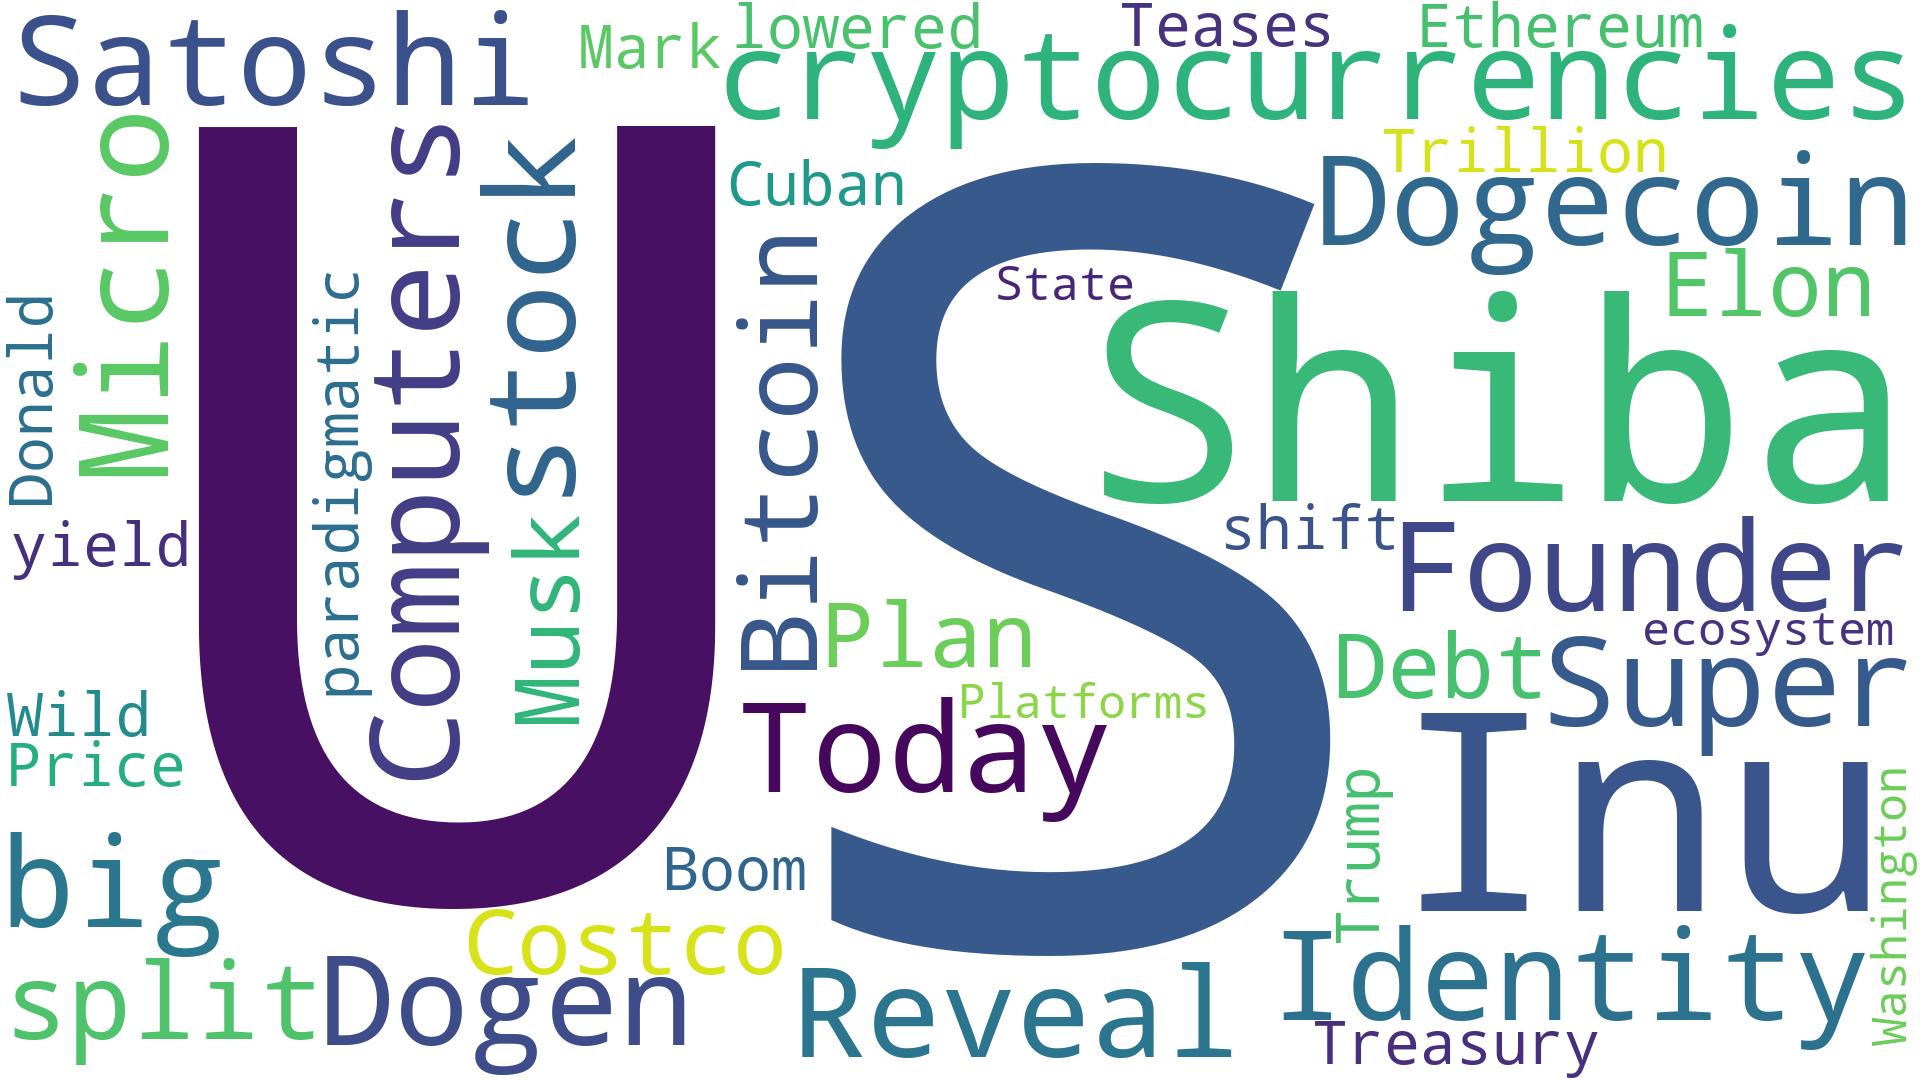 Satoshi
Mark
lowered
Teases
Ethereum
cryptocurrencies
Micro
U
Computers
stock
Cuban
S
Trillion
Dogecoin
Elon
State
Bitcoin
Shiba
Donald
paradigmatic
yield
Musk
shift
Founder
Plan
ecosystem
Debt
Super
Platforms
Today
Wild
Price
Inu
Trump
Washington
big
Boom
Costco
Identity
split
Dogen
Reveal
Treasury